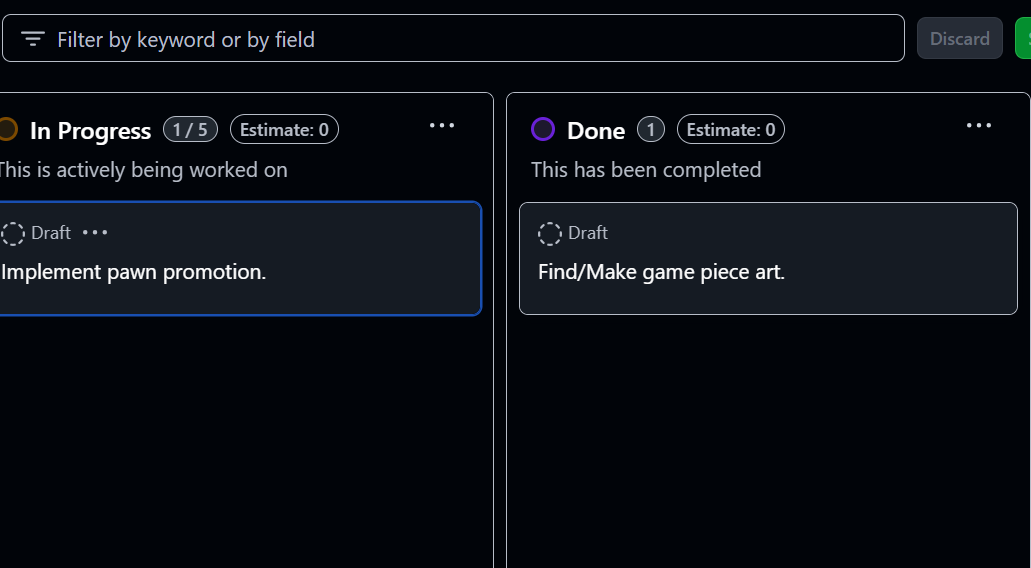 Filter by keyword or by field
Discard
In Progress 1 / 5 Estimate: 0
This is actively being worked on
Draft
Implement pawn promotion.
Done 1 Estimate: 0
This has been completed
Draft
Find/Make game piece art.